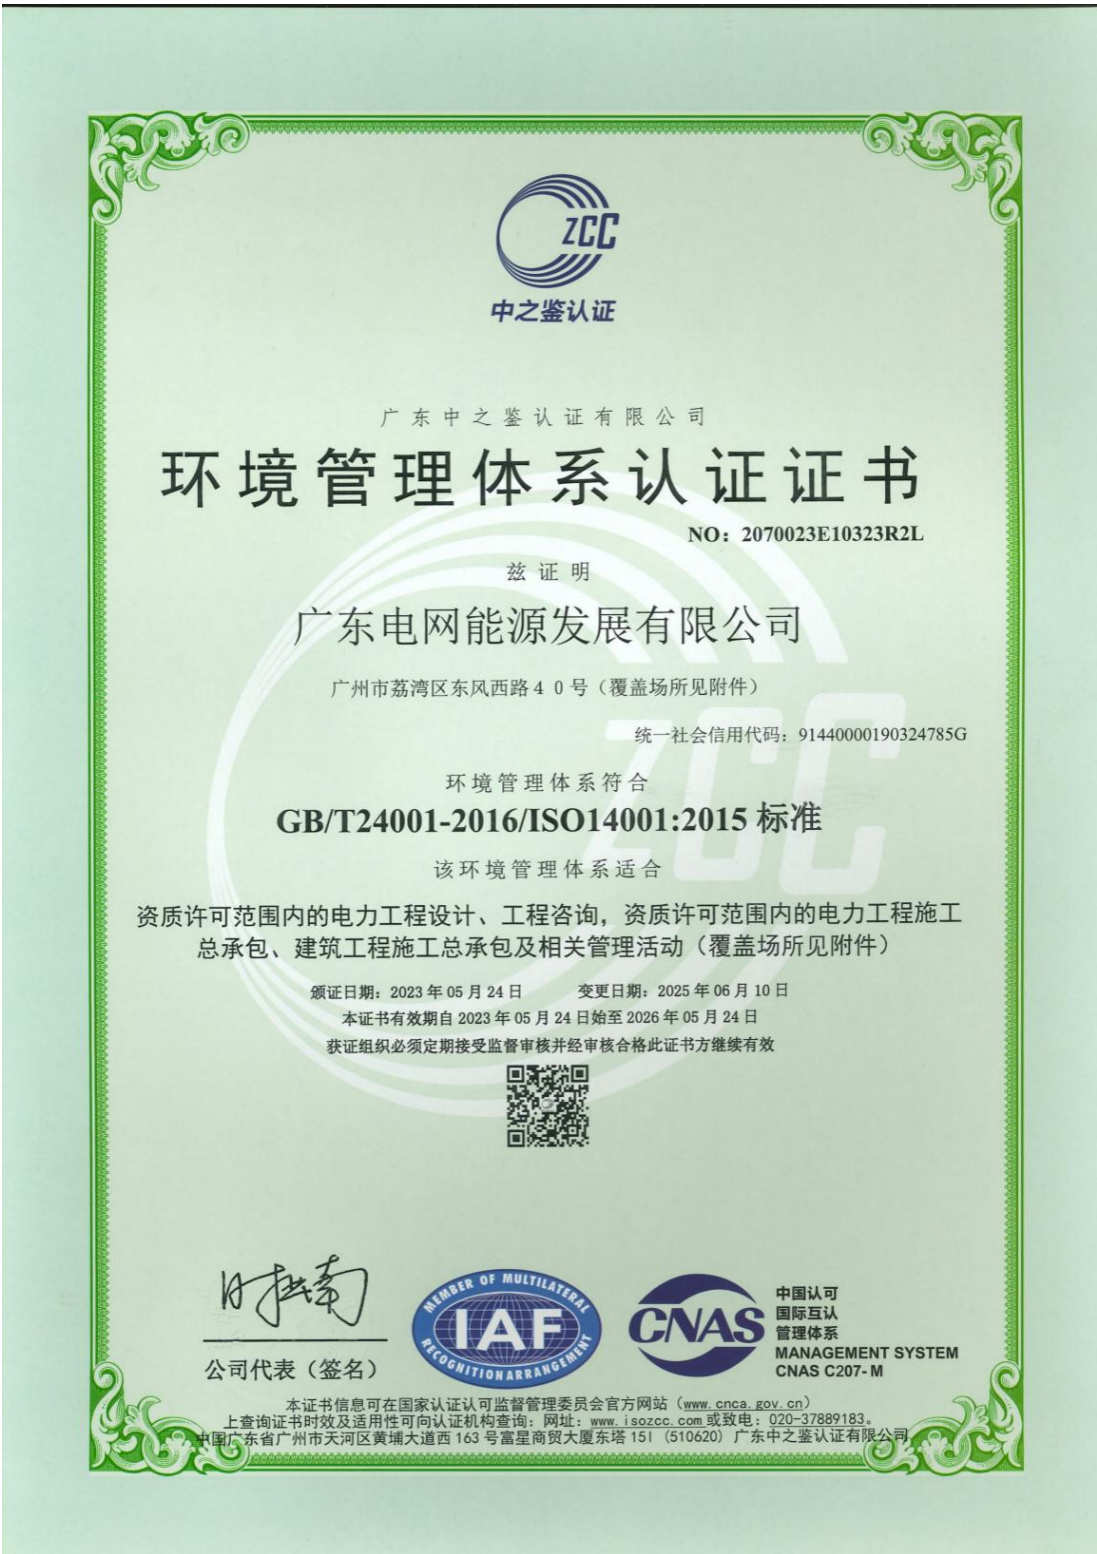 ZCC
中之鉴认证
广东中之鉴认证有限公司
环境管理体系认证证书
NO：2070023E10323R2L
兹证明
广东电网能源发展有限公司
广州市荔湾区东风西路４０号（覆盖场所见附件）
统一社会信用代码：91440000190324785G
环境管理体系符合
GB/T24001-2016/ISO14001:2015 标准
该环境管理体系适合
资质许可范围内的电力工程设计、工程咨询，资质许可范围内的电力工程施工
总承包、建筑工程施工总承包及相关管理活动（覆盖场所见附件）
颁证日期：2023 年 05 月 24 日 变更日期：2025 年 06 月 10 日
本证书有效期自 2023 年 05 月 24 日始至 2026 年 05 月 24 日
获证组织必须定期接受监督审核并经审核合格此证书方继续有效
公司代表（签名）
MEMBER OF MULTILATERAL
IAF
RECOGNITION ARRANGEMENT
CNAS
中国认可
国际互认
管理体系
MANAGEMENT SYSTEM
CNAS C207-M
本证书信息可在国家认证认可监督管理委员会官方网站（www.cnca.gov.cn）
上查询证书时效及适用性可向认证机构查询：网址：www.isozcc.com 或致电：020-37889183。
中国广东省广州市天河区黄埔大道西 163 号富星商贸大厦东塔 15I （510620）广东中之鉴认证有限公司